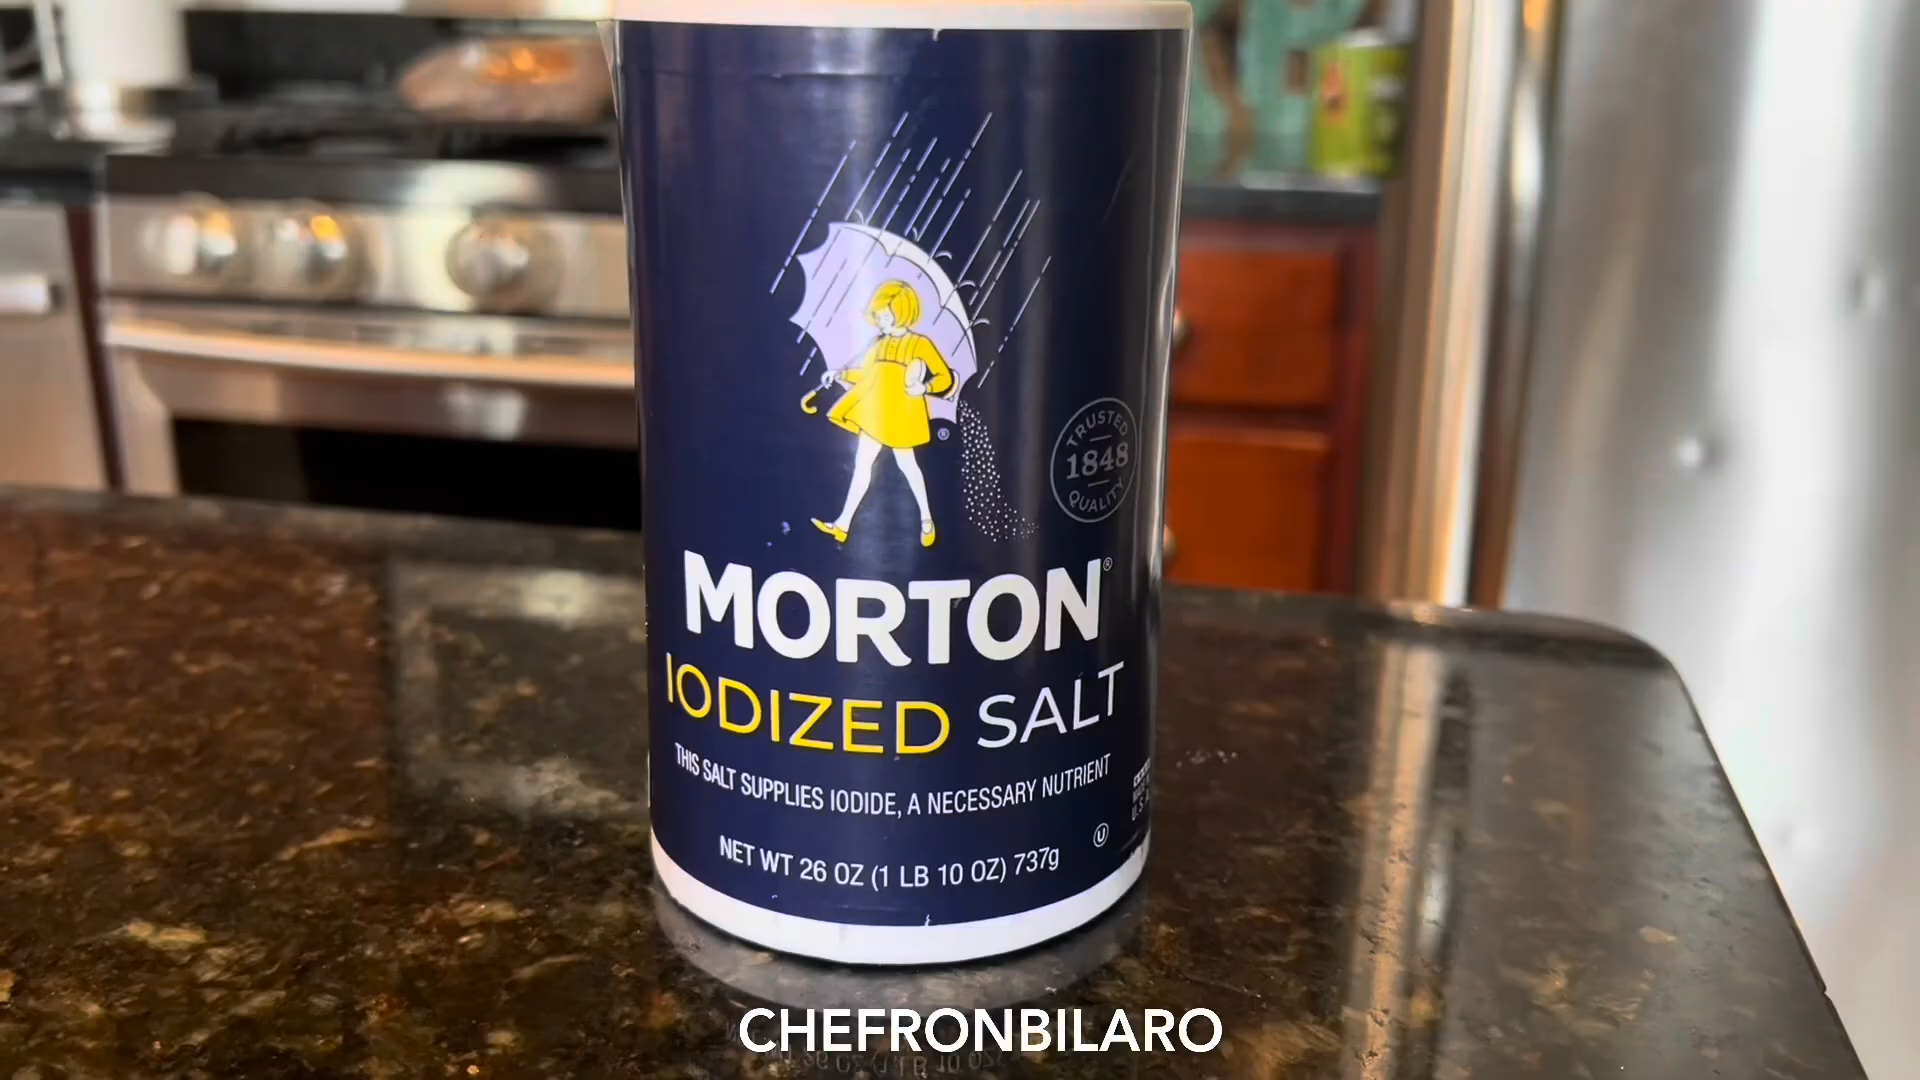 TRUSTED
1848
QUALITY
MORTON®
IODIZED SALT
THIS SALT SUPPLIES IODIDE, A NECESSARY NUTRIENT
U
NET WT 26 OZ (1 LB 10 OZ) 737g
CHEFRONBILARO